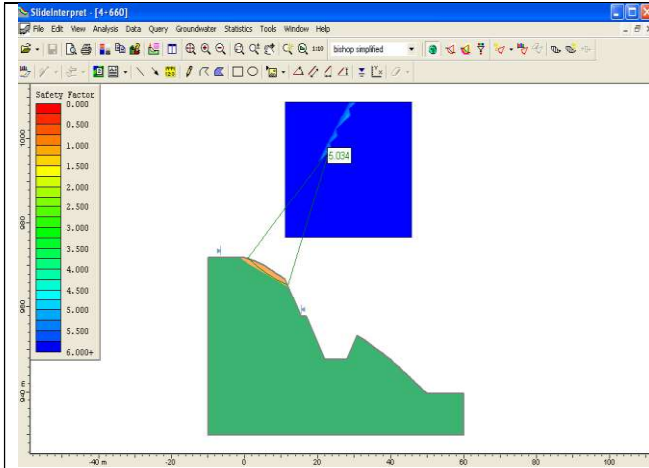 SlideInterpret - [4+660]
File Edit View Analysis Data Query Groundwater Statistics Tools Window Help
1:10 bishop simplified
Safety Factor
0.000
0.500
1.000
1.500
2.000
2.500
3.000
3.500
4.000
4.500
5.000
5.500
6.000+
5.034
1000
980
960
940 m
-40 m -20 0 20 40 60 80 100